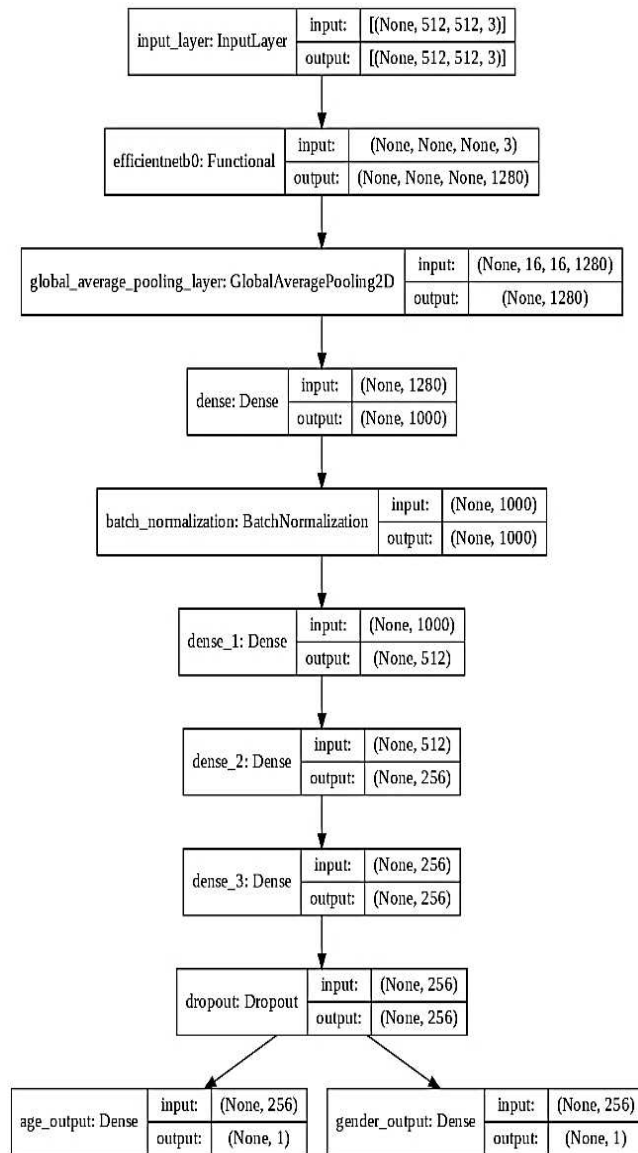 input_layer: InputLayer
input: [(None, 512, 512, 3)]
output: [(None, 512, 512, 3)]
efficientnetb0: Functional
input: (None, None, None, 3)
output: (None, None, None, 1280)
global_average_pooling_layer: GlobalAveragePooling2D
input: (None, 16, 16, 1280)
output: (None, 1280)
dense: Dense
input: (None, 1280)
output: (None, 1000)
batch_normalization: BatchNormalization
input: (None, 1000)
output: (None, 1000)
dense_1: Dense
input: (None, 1000)
output: (None, 512)
dense_2: Dense
input: (None, 512)
output: (None, 256)
dense_3: Dense
input: (None, 256)
output: (None, 256)
dropout: Dropout
input: (None, 256)
output: (None, 256)
age_output: Dense
input: (None, 256)
output: (None, 1)
gender_output: Dense
input: (None, 256)
output: (None, 1)